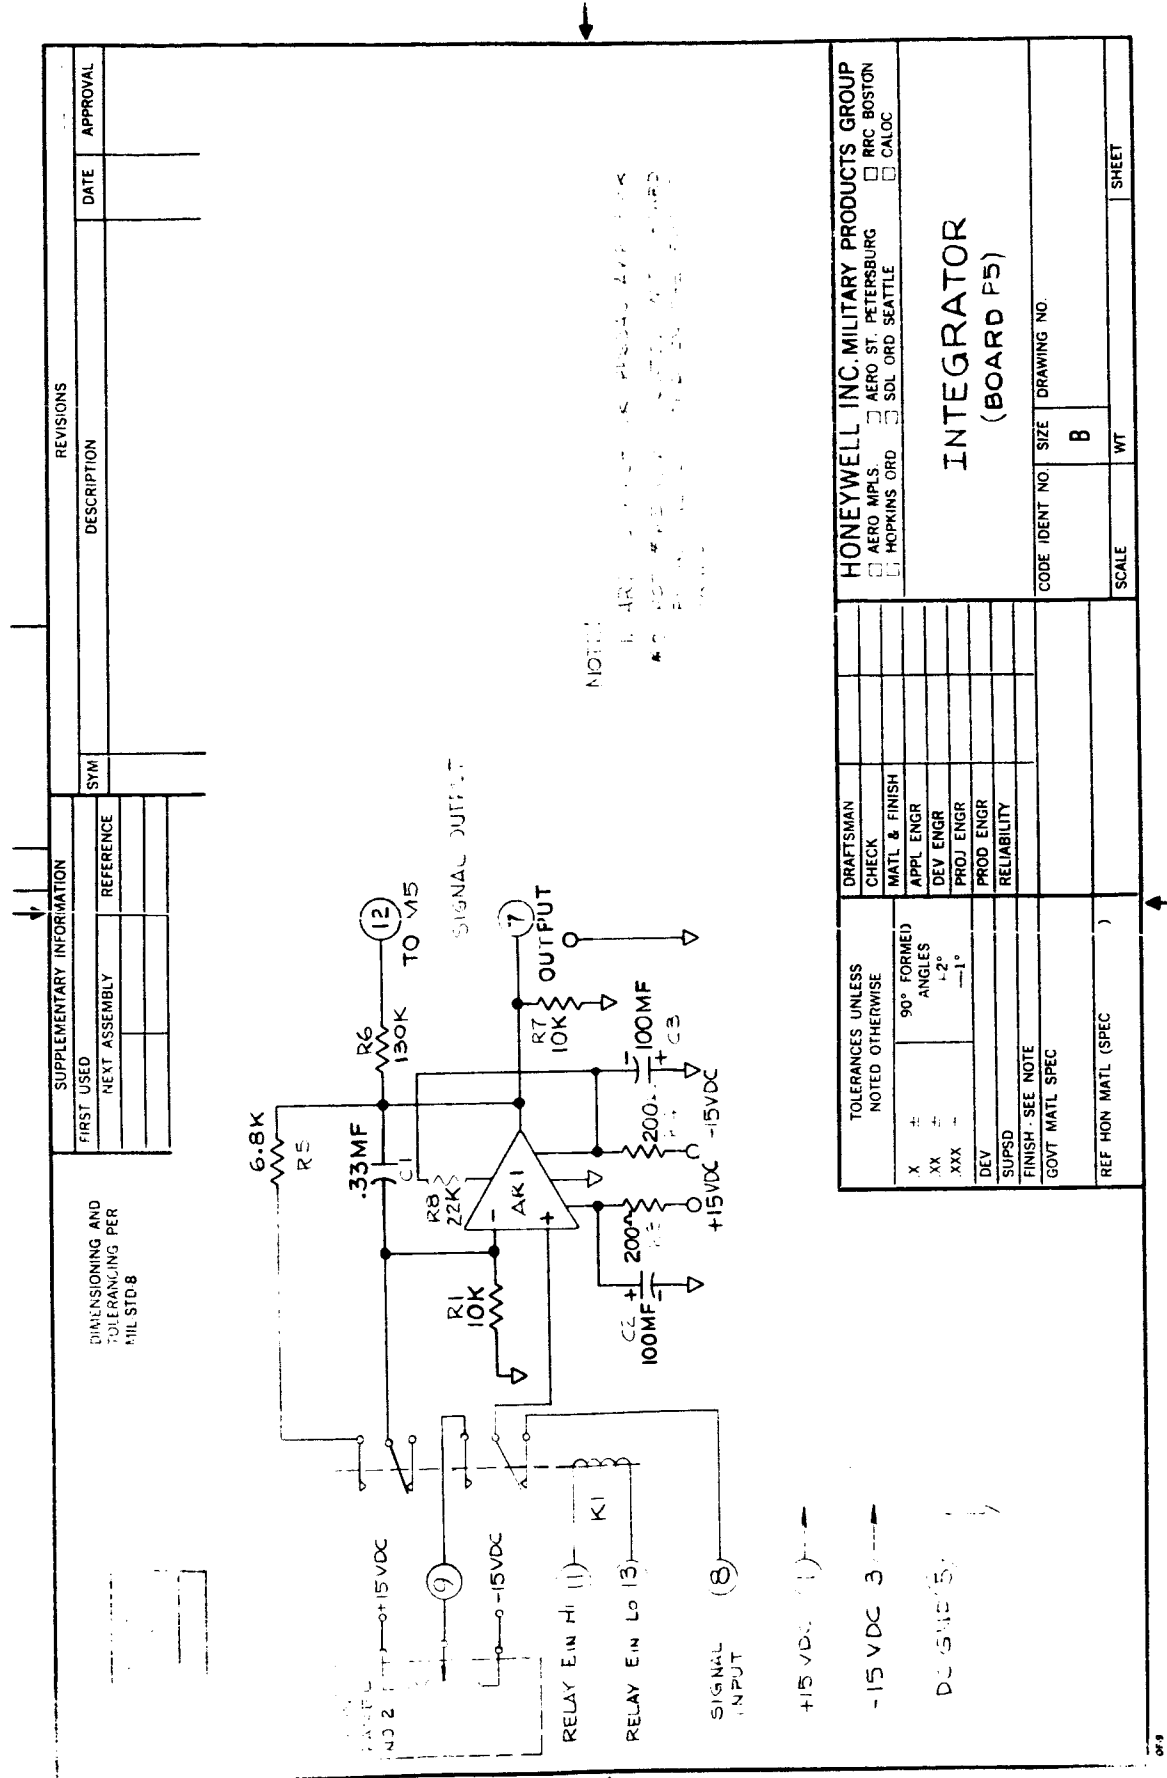 SUPPLEMENTARY INFORMATION
FIRST USED
NEXT ASSEMBLY
REFERENCE
REVISIONS
SYM
DESCRIPTION
DATE
APPROVAL
DIMENSIONING AND
TOLERANCING PER
MIL-STD-8
6.8K
R5
.33MF
C1
R6
130K
12
TO M5
SIGNAL OUTPUT
R8
22K
AR1
-
+
R1
10K
7
OUTPUT
R7
10K
C2
+
-
100MF
200
+15VDC
200
-15VDC
-
+
100MF
C3
NO 2
+15VDC
9
-15VDC
RELAY EIN HI 11
K1
RELAY EIN LO 13
SIGNAL
INPUT
8
+15 VDC 1
-15 VDC 3
TOLERANCES UNLESS
NOTED OTHERWISE
.X ±
.XX ±
.XXX ±
90° FORMED
ANGLES
+2°
-1°
DEV
SUPSD
FINISH - SEE NOTE
GOVT MATL SPEC
REF HON MATL (SPEC )
DRAFTSMAN
CHECK
MATL & FINISH
APPL ENGR
DEV ENGR
PROJ ENGR
PROD ENGR
RELIABILITY
HONEYWELL INC. MILITARY PRODUCTS GROUP
AERO MPLS. AERO ST. PETERSBURG RRC BOSTON
HOPKINS ORD SDL ORD SEATTLE CALOC
INTEGRATOR
(BOARD P5)
CODE IDENT NO.
SIZE
B
DRAWING NO.
SCALE
WT
SHEET